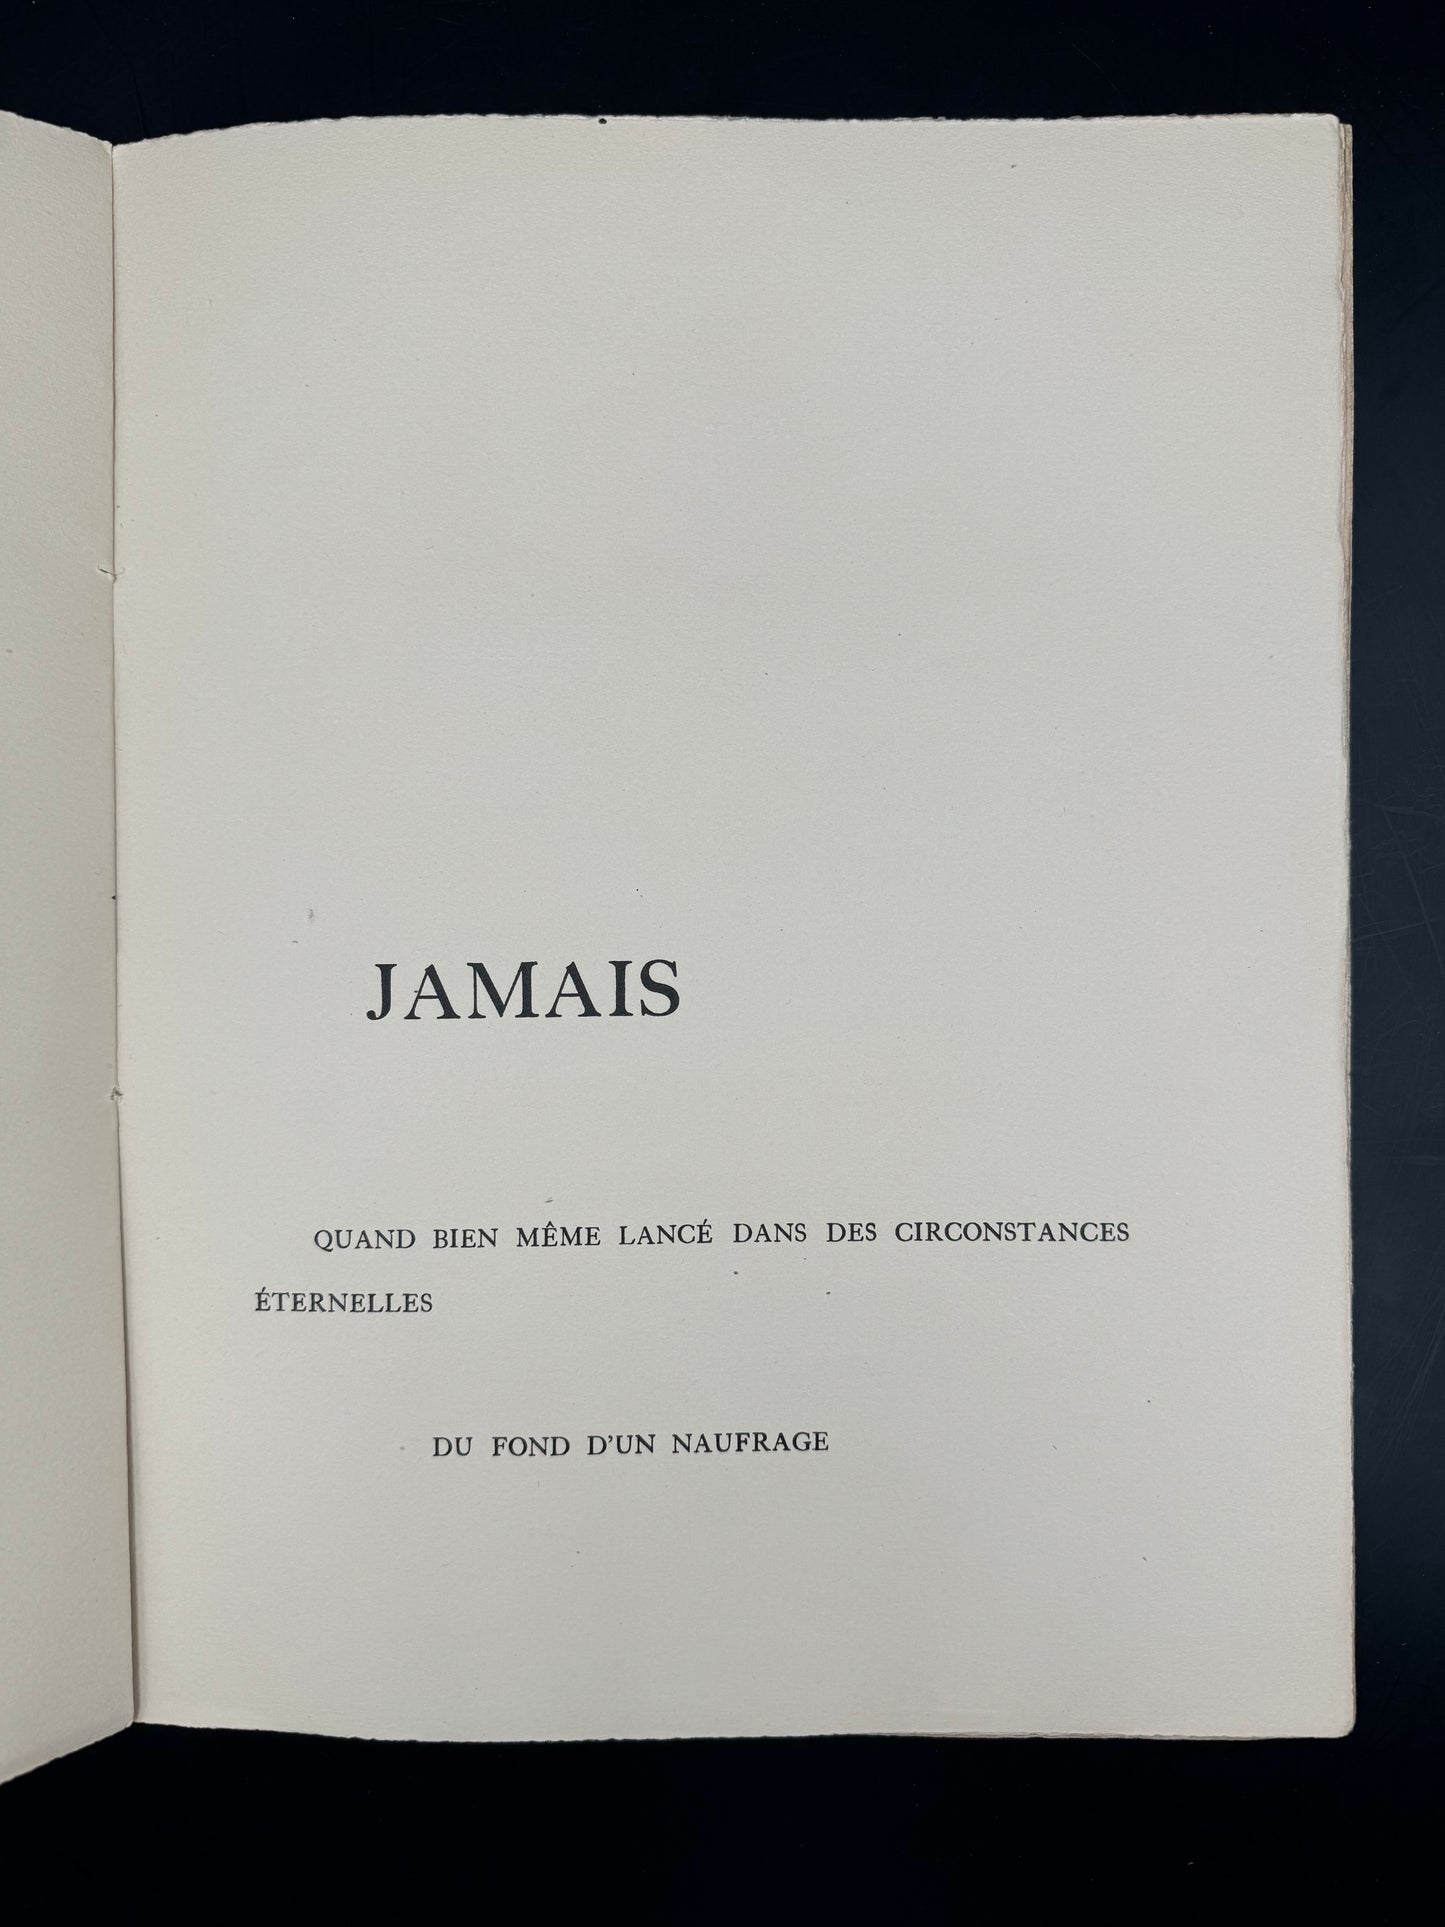 JAMAIS
QUAND BIEN MÊME LANCÉ DANS DES CIRCONSTANCES
ÉTERNELLES
DU FOND D’UN NAUFRAGE